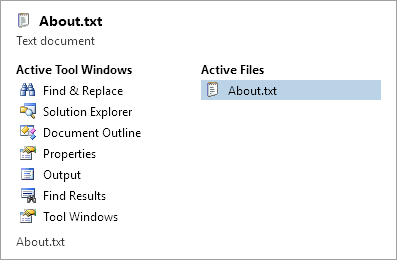 About.txt
Text document
Active Tool Windows
Find & Replace
Solution Explorer
Document Outline
Properties
Output
Find Results
Tool Windows
Active Files
About.txt
About.txt